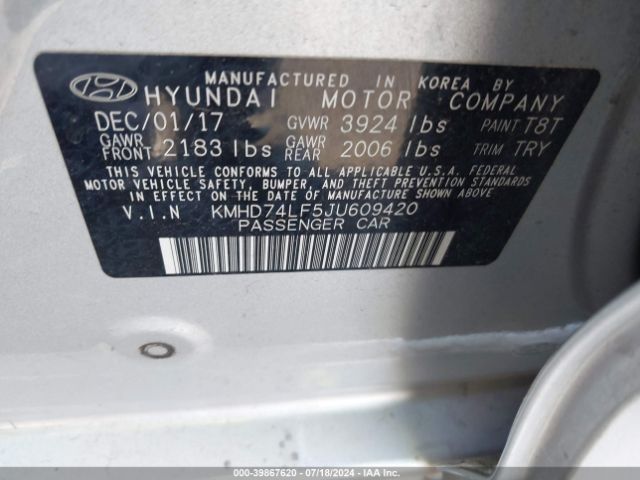 MANUFACTURED IN KOREA BY
HYUNDAI MOTOR COMPANY
DEC/01/17 GVWR 3924 lbs PAINT T8T
GAWR FRONT 2183 lbs GAWR REAR 2006 lbs TRIM TRY
THIS VEHICLE CONFORMS TO ALL APPLICABLE U.S.A. FEDERAL
MOTOR VEHICLE SAFETY, BUMPER, AND THEFT PREVENTION
STANDARDS IN EFFECT ON THE DATE OF MANUFACTURE SHOWN ABOVE.
V.I.N KMHD74LF5JU609420
PASSENGER CAR
000-39867620 - 07/18/2024 - IAAI.COM